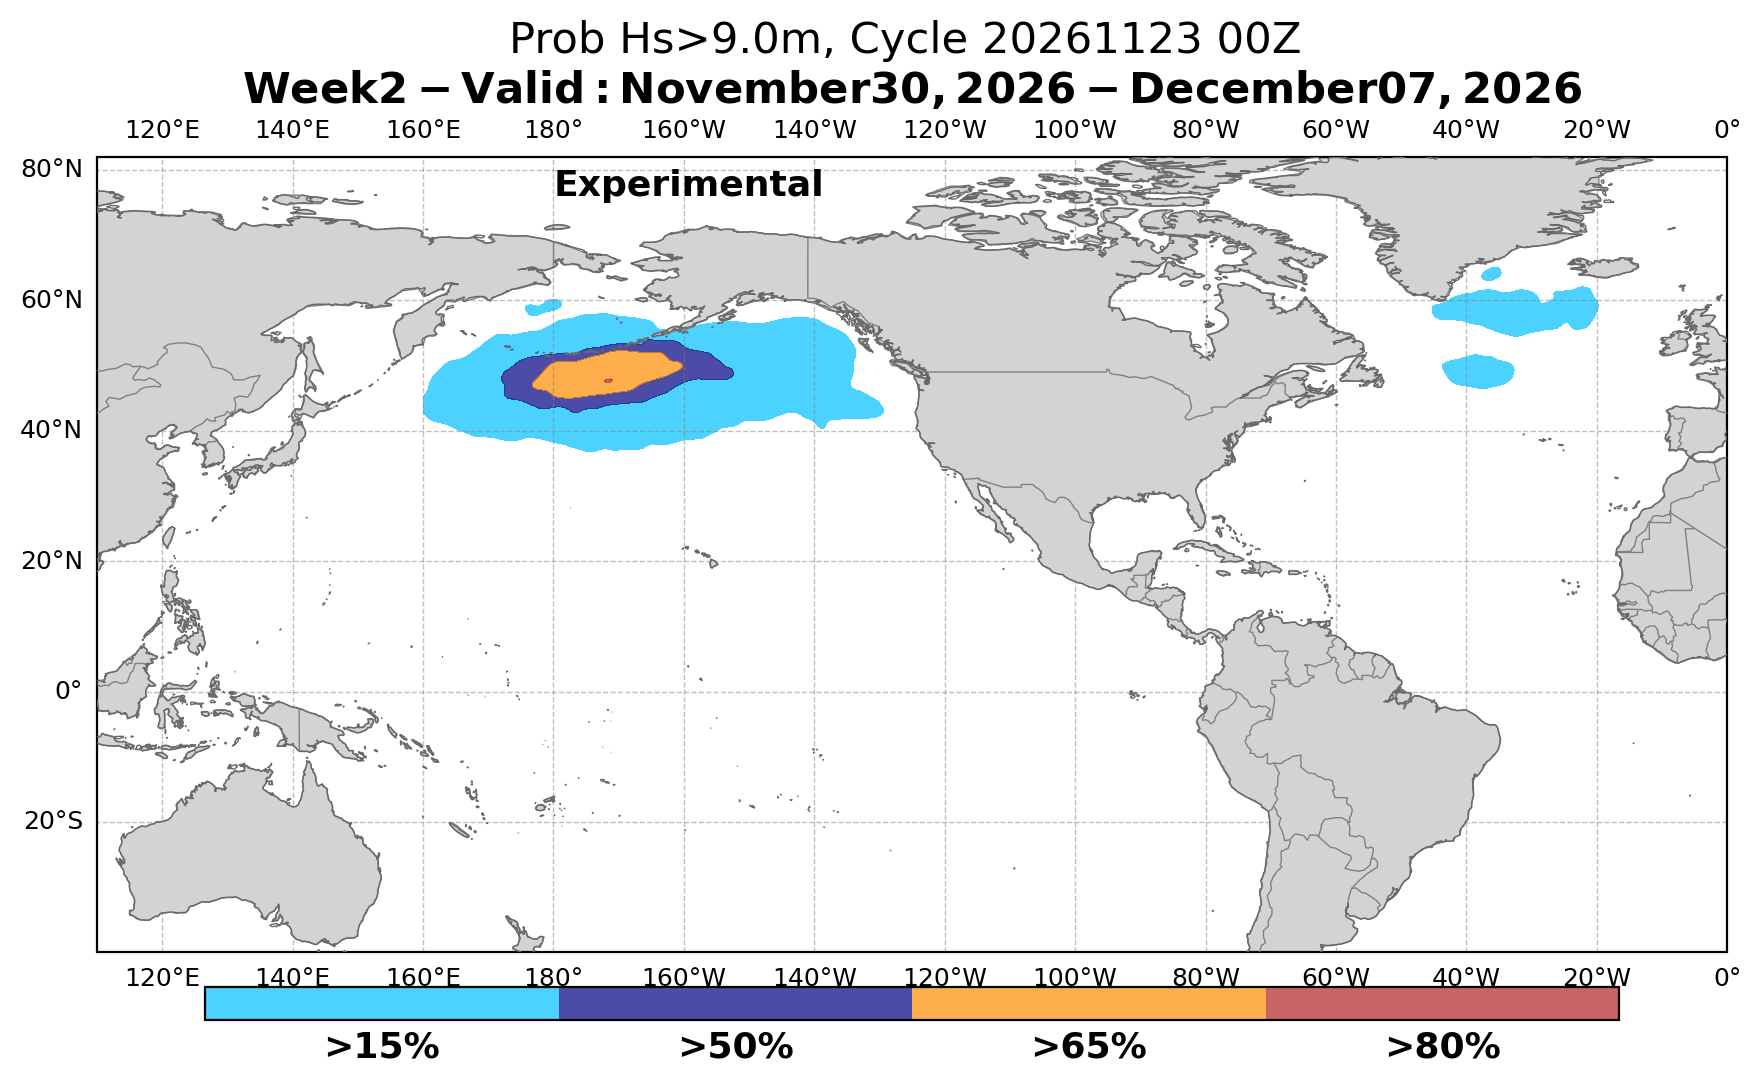 Prob Hs>9.0m, Cycle 20261123 00Z
Week2 − Valid : November30, 2026 − December07, 2026
120°E 140°E 160°E 180° 160°W 140°W 120°W 100°W 80°W 60°W 40°W 20°W 0°
80°N
Experimental
60°N
40°N
20°N
0°
20°S
120°E 140°E 160°E 180° 160°W 140°W 120°W 100°W 80°W 60°W 40°W 20°W 0°
>15% >50% >65% >80%